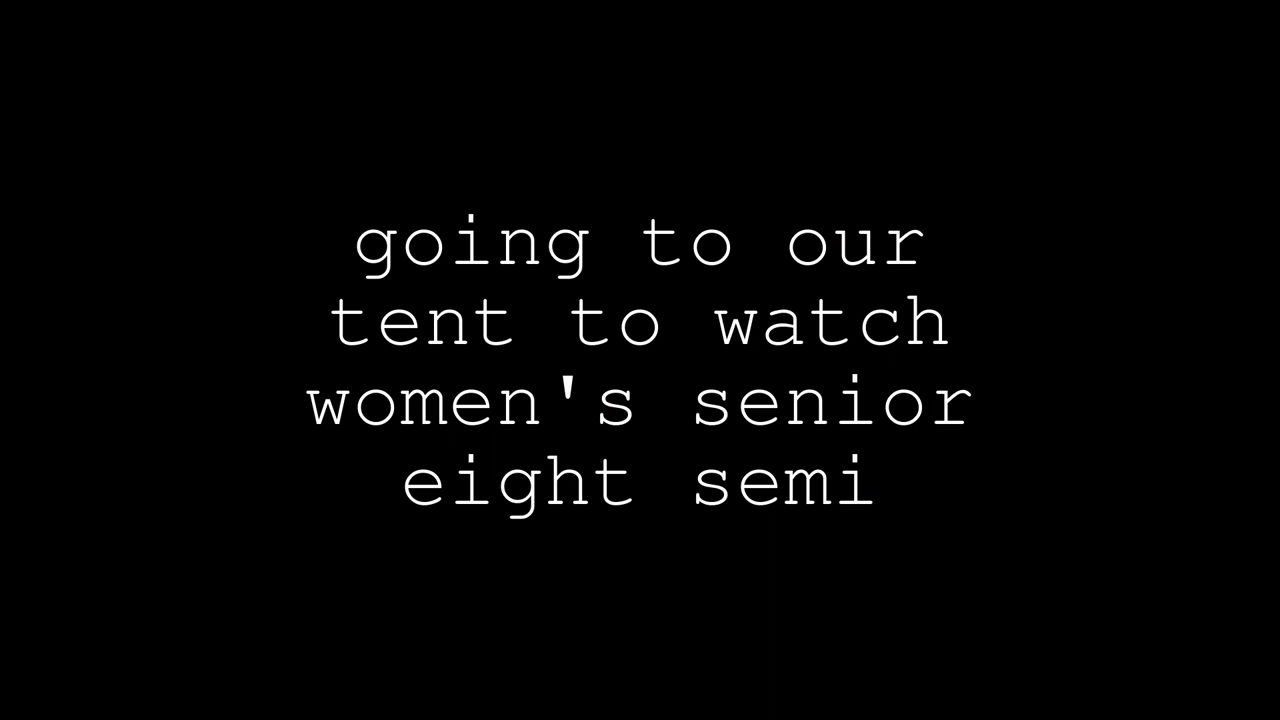 going to our
tent to watch
women's senior
eight semi